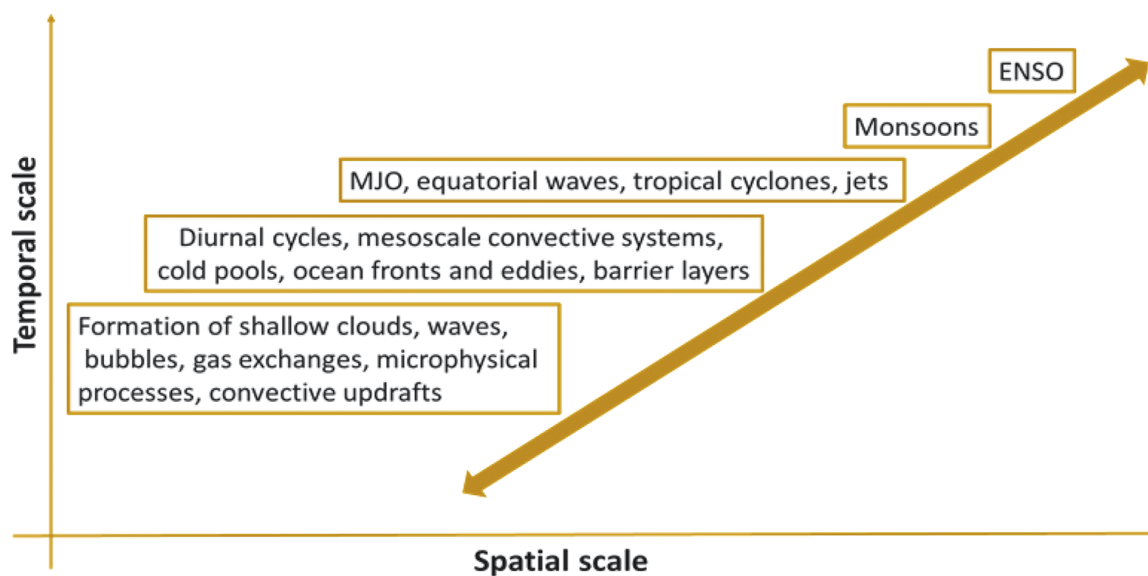 ENSO
Monsoons
MJO, equatorial waves, tropical cyclones, jets
Diurnal cycles, mesoscale convective systems,
cold pools, ocean fronts and eddies, barrier layers
Formation of shallow clouds, waves,
bubbles, gas exchanges, microphysical
processes, convective updrafts
Temporal scale
Spatial scale